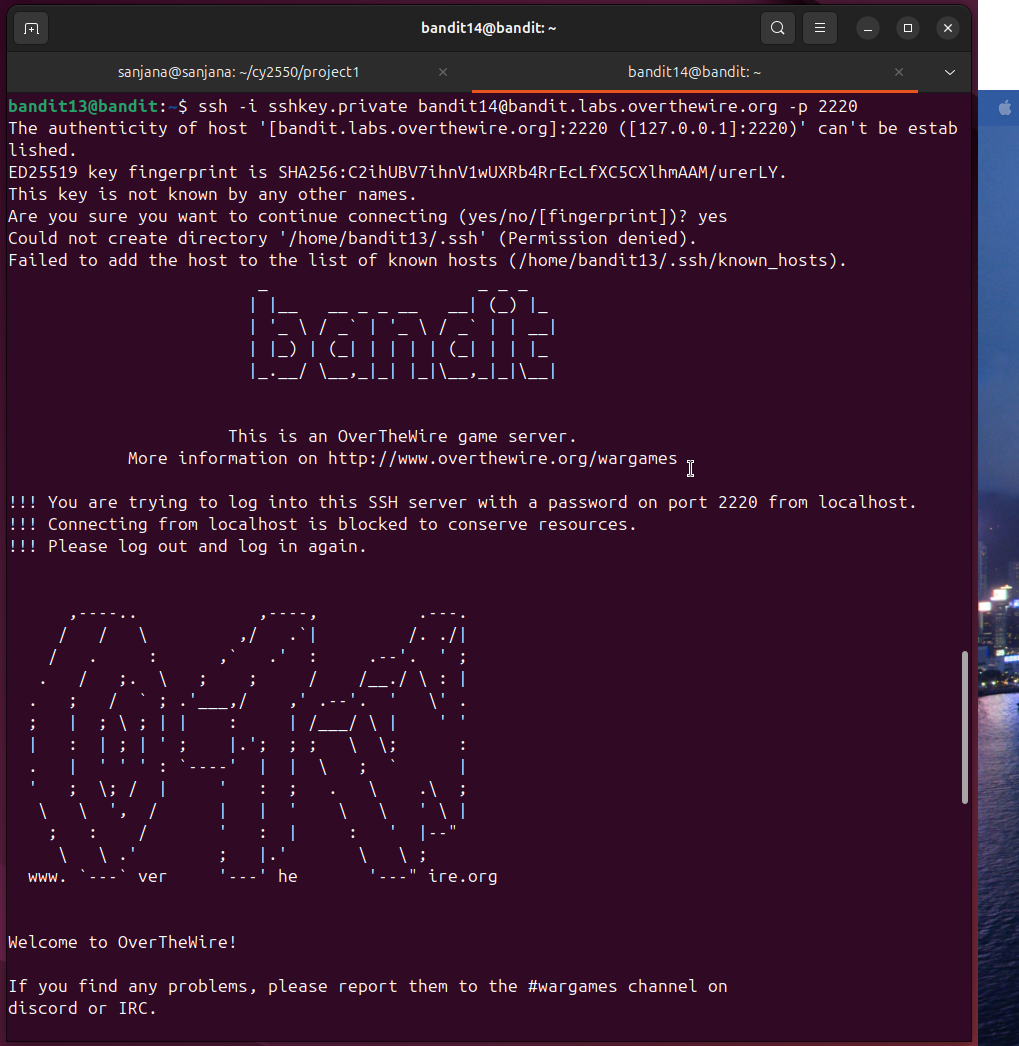 bandit14@bandit: ~
sanjana@sanjana: ~/cy2550/project1
bandit14@bandit: ~
bandit13@bandit:~$ ssh -i sshkey.private bandit14@bandit.labs.overthewire.org -p 2220
The authenticity of host '[bandit.labs.overthewire.org]:2220 ([127.0.0.1]:2220)' can't be estab
lished.
ED25519 key fingerprint is SHA256:C2ihUBV7ihnV1wUXRb4RrEcLfXC5CXlhmAAM/urerLY.
This key is not known by any other names.
Are you sure you want to continue connecting (yes/no/[fingerprint])? yes
Could not create directory '/home/bandit13/.ssh' (Permission denied).
Failed to add the host to the list of known hosts (/home/bandit13/.ssh/known_hosts).
bandit
This is an OverTheWire game server.
More information on http://www.overthewire.org/wargames
!!! You are trying to log into this SSH server with a password on port 2220 from localhost.
!!! Connecting from localhost is blocked to conserve resources.
!!! Please log out and log in again.
www. ver he ire.org
Welcome to OverTheWire!
If you find any problems, please report them to the #wargames channel on
discord or IRC.